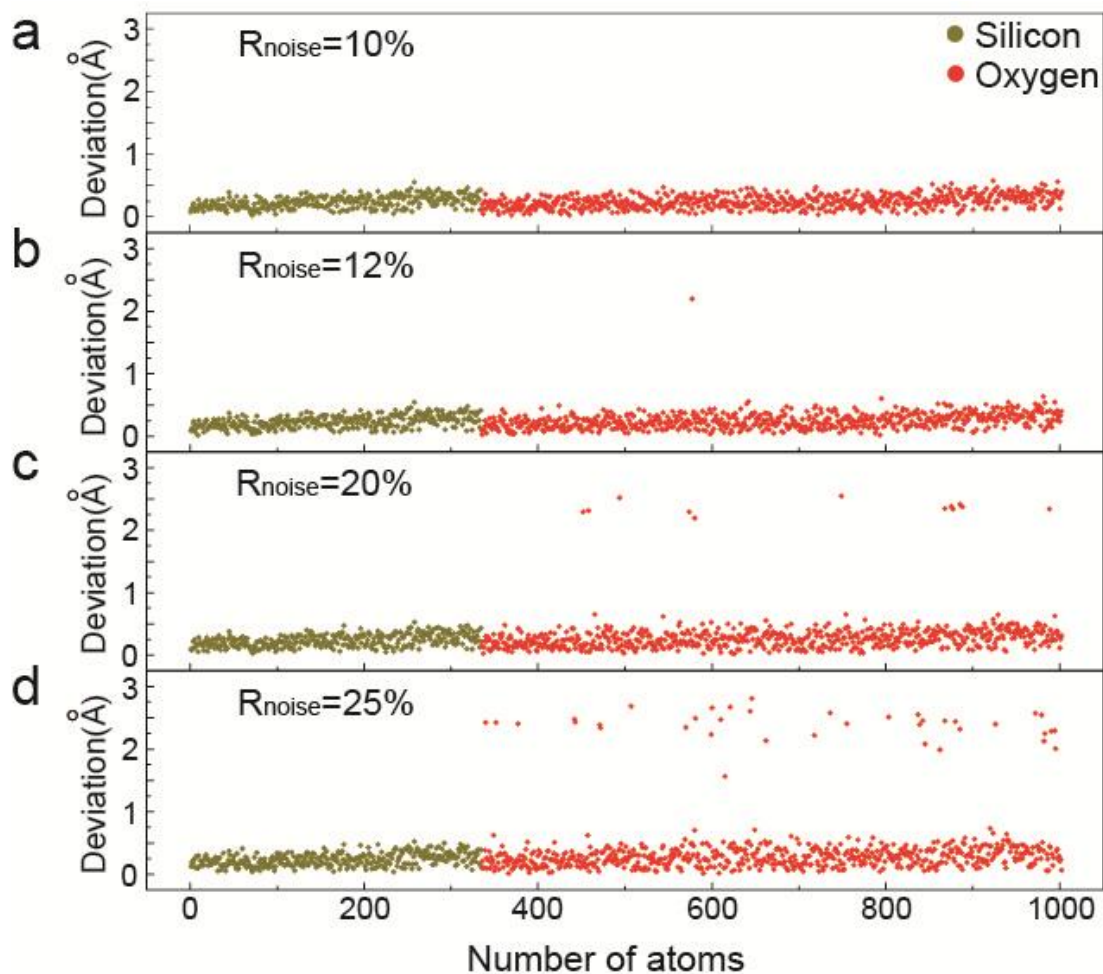 a
Rnoise=10%
Silicon
Oxygen
Deviation(Å)
3
2
1
0
b
Rnoise=12%
Deviation(Å)
3
2
1
0
c
Rnoise=20%
Deviation(Å)
3
2
1
0
d
Rnoise=25%
Deviation(Å)
3
2
1
0
0 200 400 600 800 1000
Number of atoms